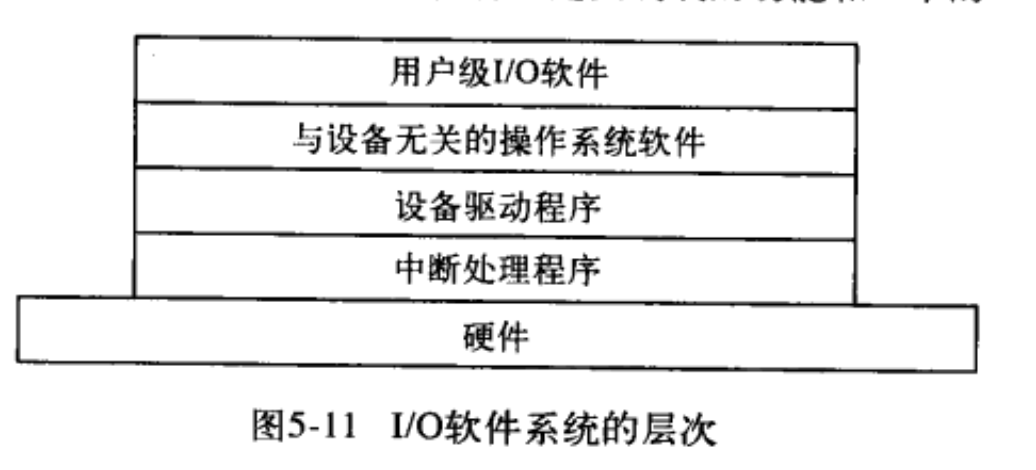 用户级I/O软件
与设备无关的操作系统软件
设备驱动程序
中断处理程序
硬件
图5-11 I/O软件系统的层次